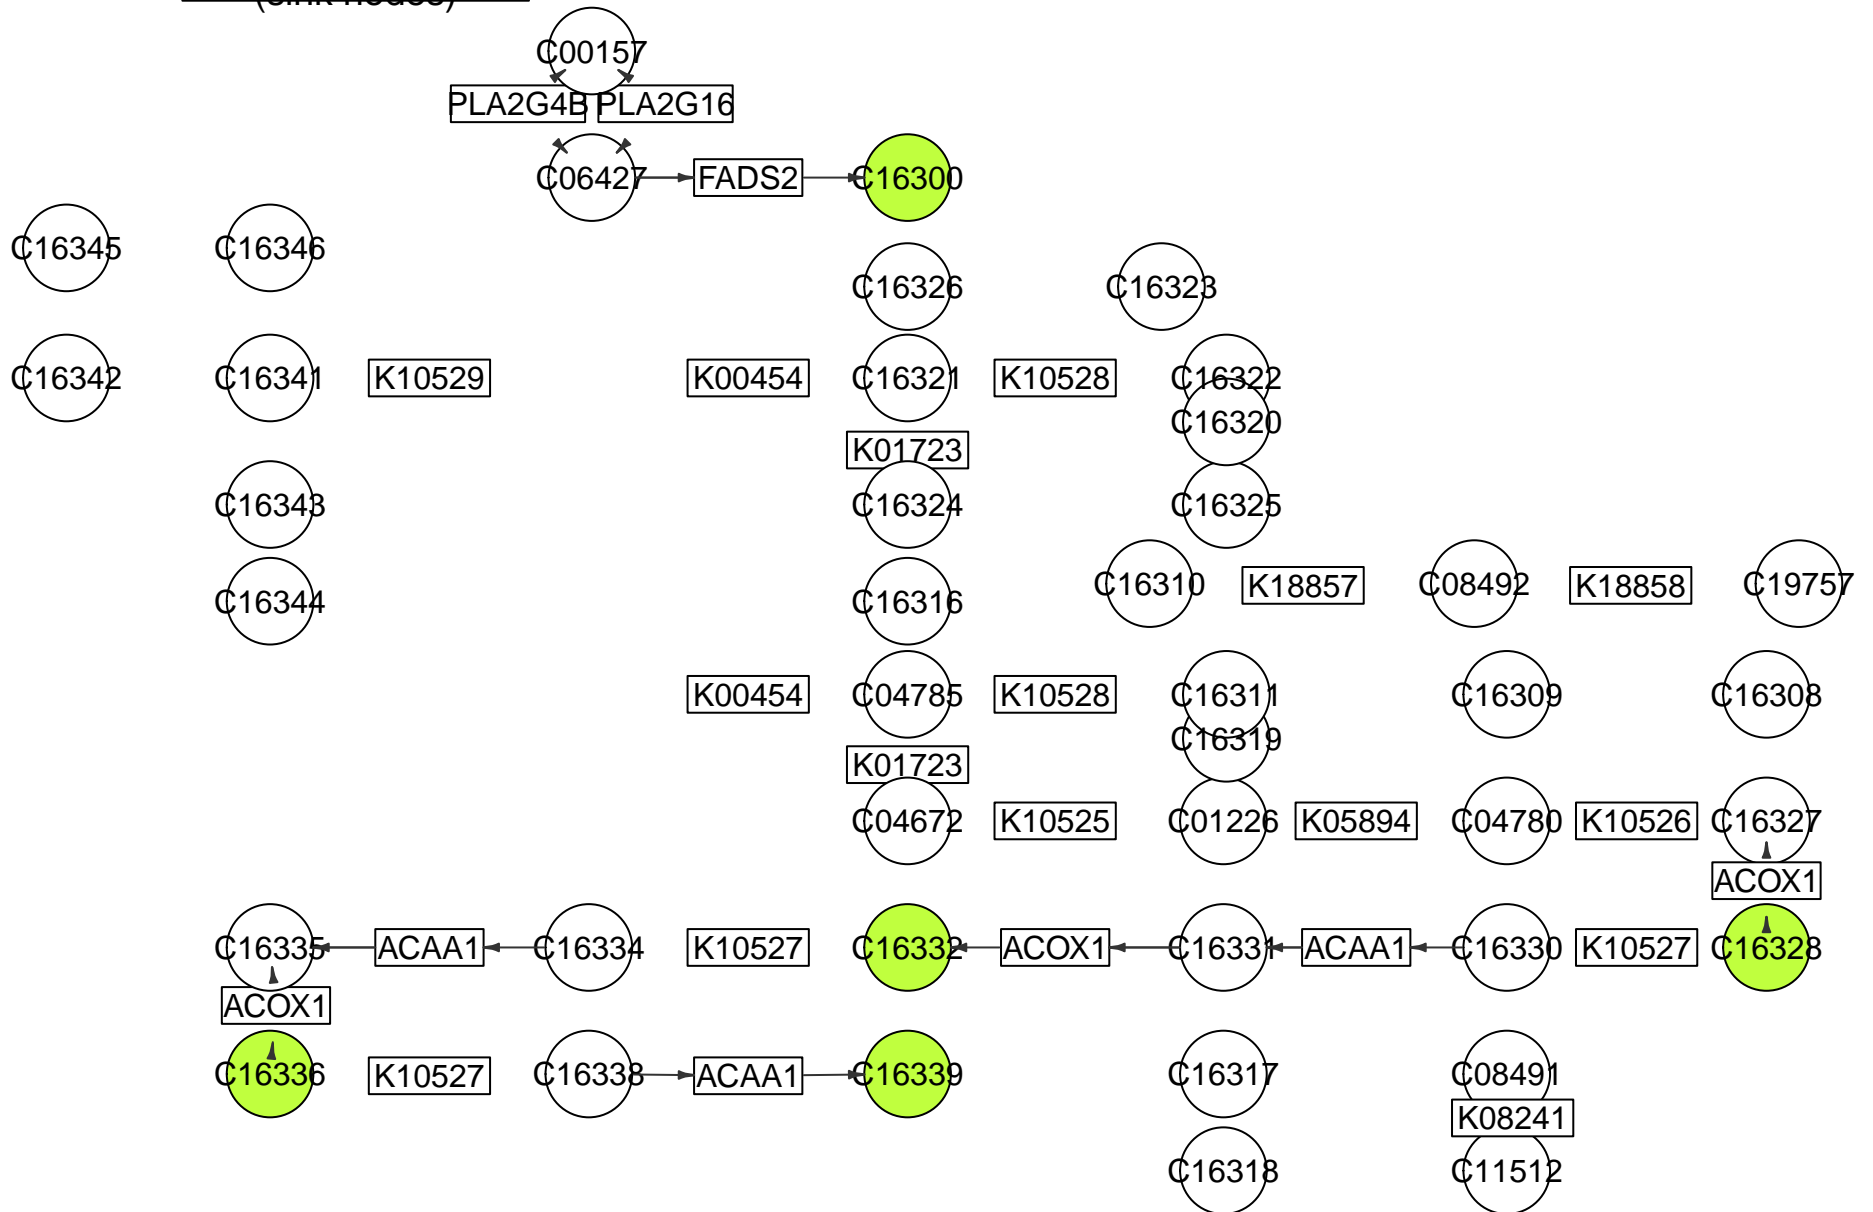 (sink nodes)
C00157
PLA2G4B PLA2G16
C06427 FADS2 C16300
C16345 C16346
C16326 C16323
C16342 C16341 K10529 K00454 C16321 K10528 C16322
C16320
K01723
C16343 C16324 C16325
C16310 K18857 C08492 K18858 C19757
C16344 C16316
K00454 C04785 K10528 C16311 C16309 C16308
C16319
K01723
C04672 K10525 C01226 K05894 C04780 K10526 C16327
ACOX1
C16335 ACAA1 C16334 K10527 C16332 ACOX1 C16331 ACAA1 C16330 K10527 C16328
ACOX1
C16336 K10527 C16338 ACAA1 C16339 C16317 C08491
K08241
C16318 C11512